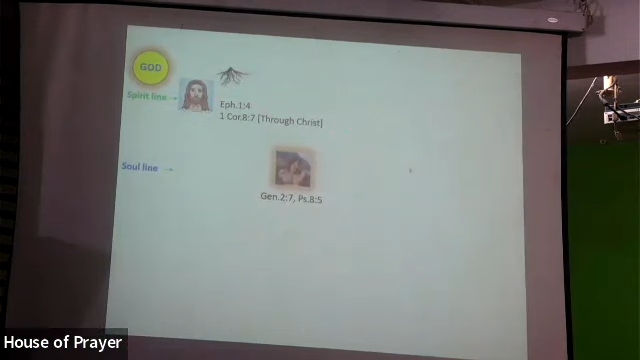 GOD
Spirit line
Eph.1:4
1 Cor.8:7 [Through Christ]
Soul line
Gen.2:7, Ps.8:5
House of Prayer